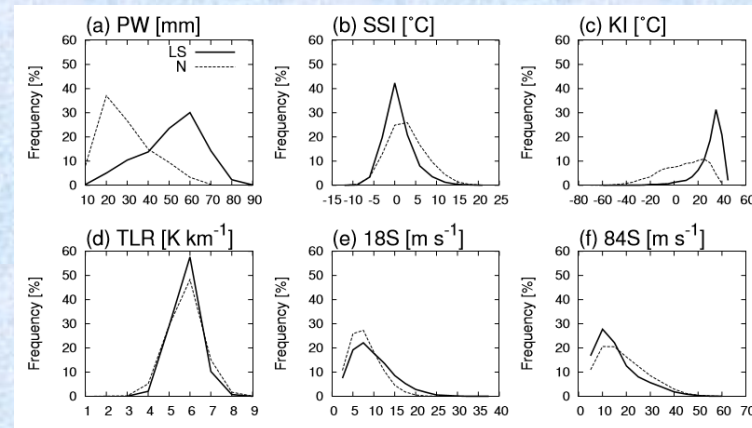 (a) PW [mm]
(b) SSI [˚C]
(c) KI [˚C]
Frequency [%]
60
50
40
30
20
10
0
LS
N
10 20 30 40 50 60 70 80 90
Frequency [%]
60
50
40
30
20
10
0
-15 -10 -5 0 5 10 15 20 25
Frequency [%]
60
50
40
30
20
10
0
-80 -60 -40 -20 0 20 40 60
(d) TLR [K km-1]
(e) 18S [m s-1]
(f) 84S [m s-1]
Frequency [%]
60
50
40
30
20
10
0
1 2 3 4 5 6 7 8 9
Frequency [%]
60
50
40
30
20
10
0
0 5 10 15 20 25 30 35 40
Frequency [%]
60
50
40
30
20
10
0
0 10 20 30 40 50 60 70